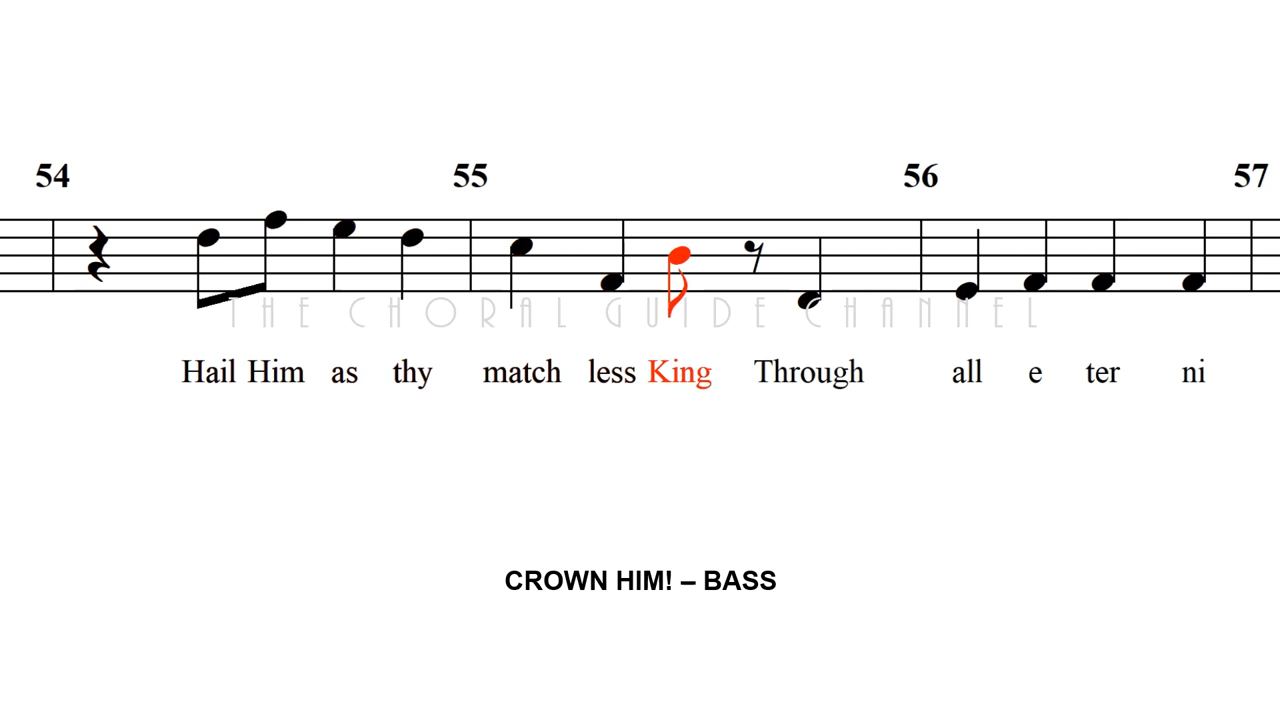 54 55 56 57
THE CHORAL GUIDE CHANNEL
Hail Him as thy match less King Through all e ter ni
CROWN HIM! – BASS